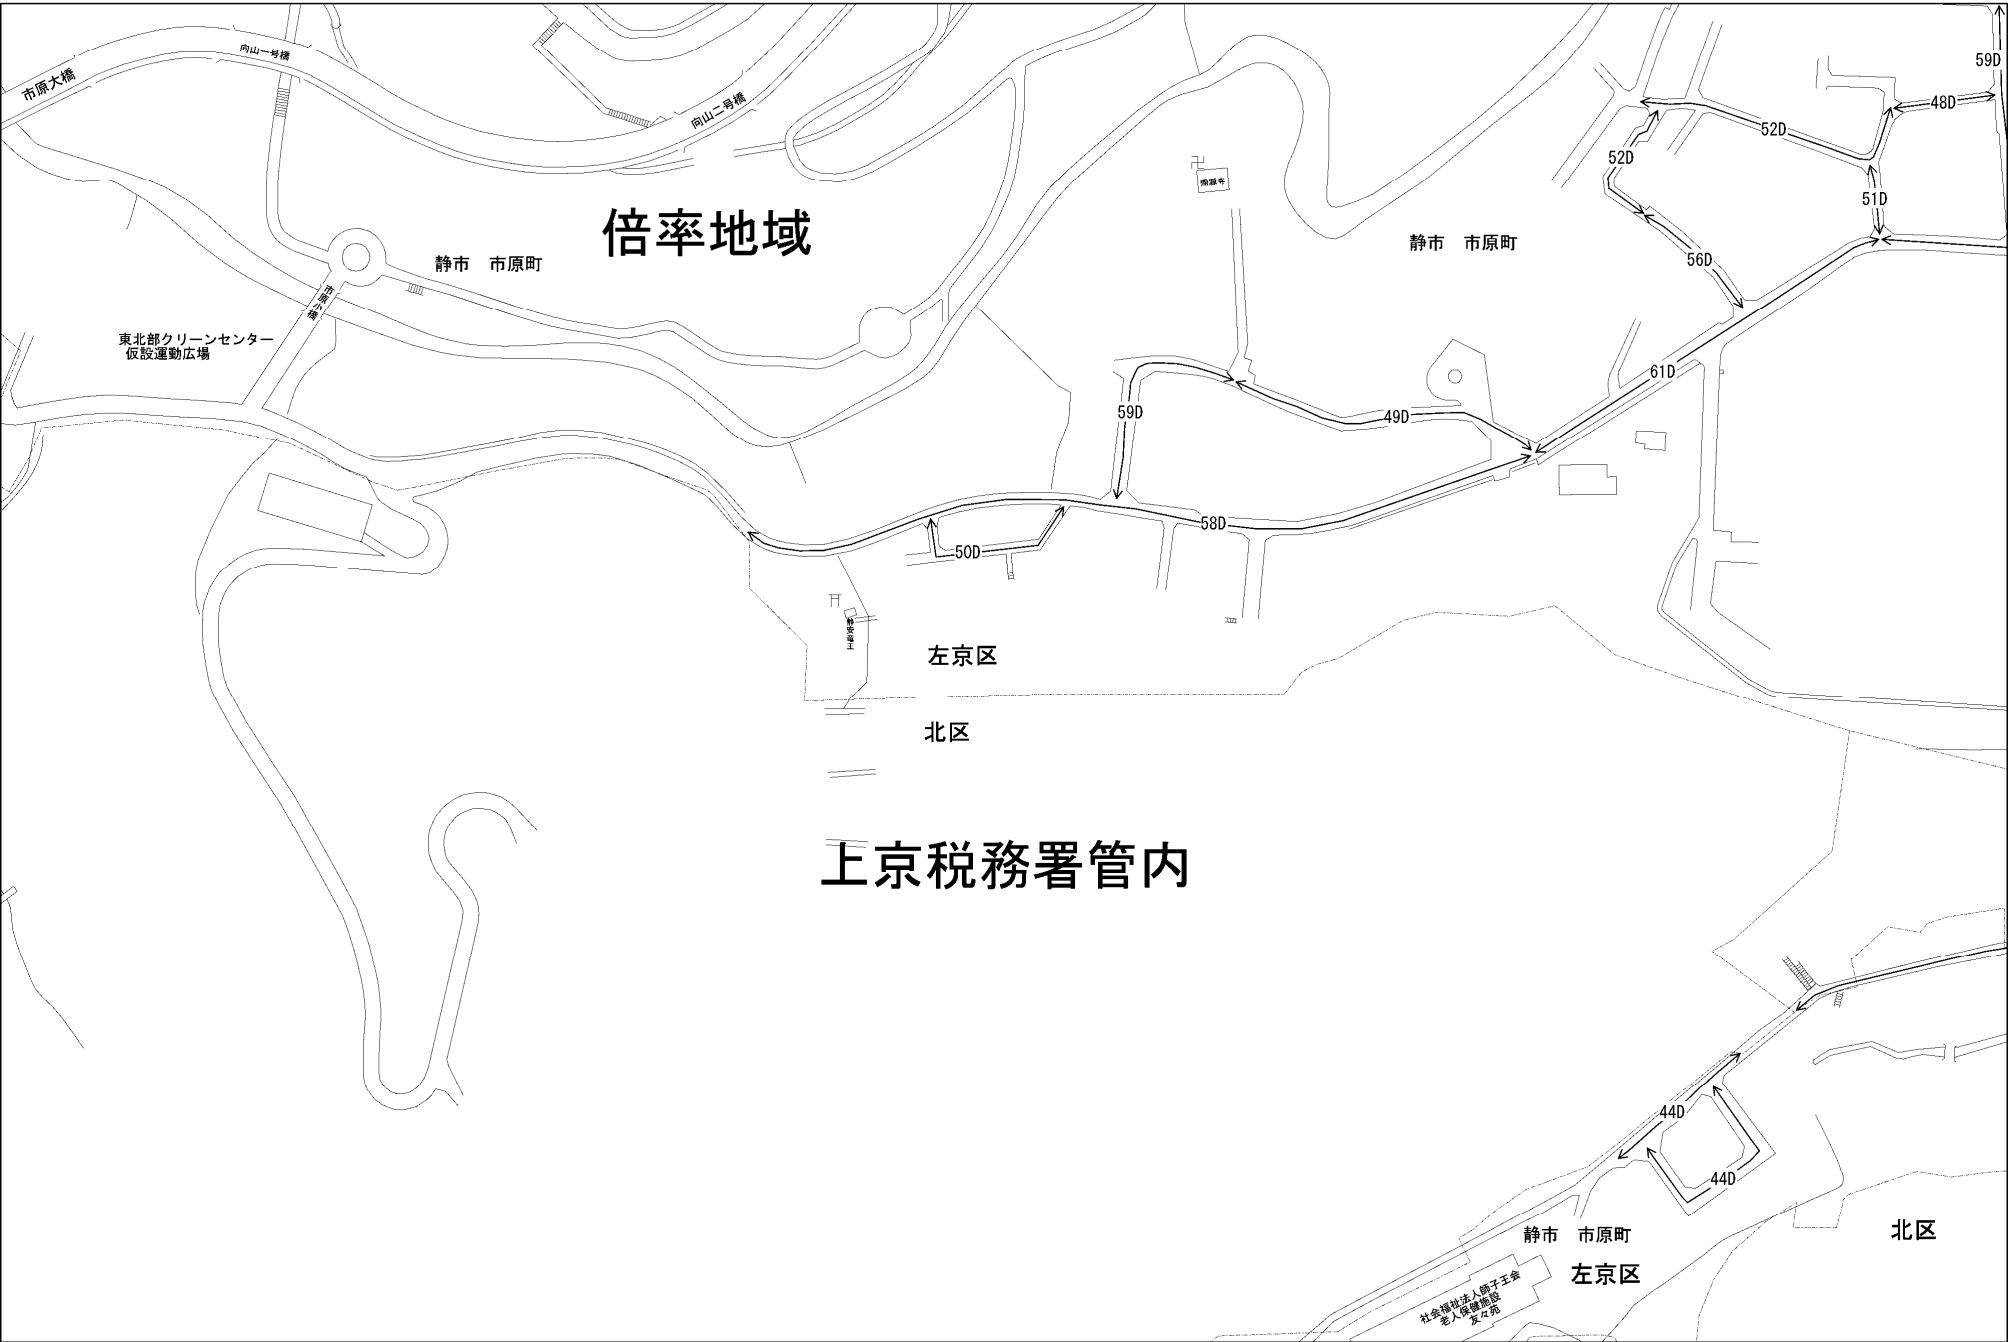 市原大橋
向山一号橋
向山二号橋
59D
48D
52D
52D
51D
倍率地域
静市　市原町
静市　市原町
56D
市原小橋
東北部クリーンセンター
仮設運動広場
61D
59D
49D
58D
50D
静安竜王
左京区
北区
上京税務署管内
44D
44D
静市　市原町
北区
左京区
社会福祉法人師子王会
老人保健施設
友々苑